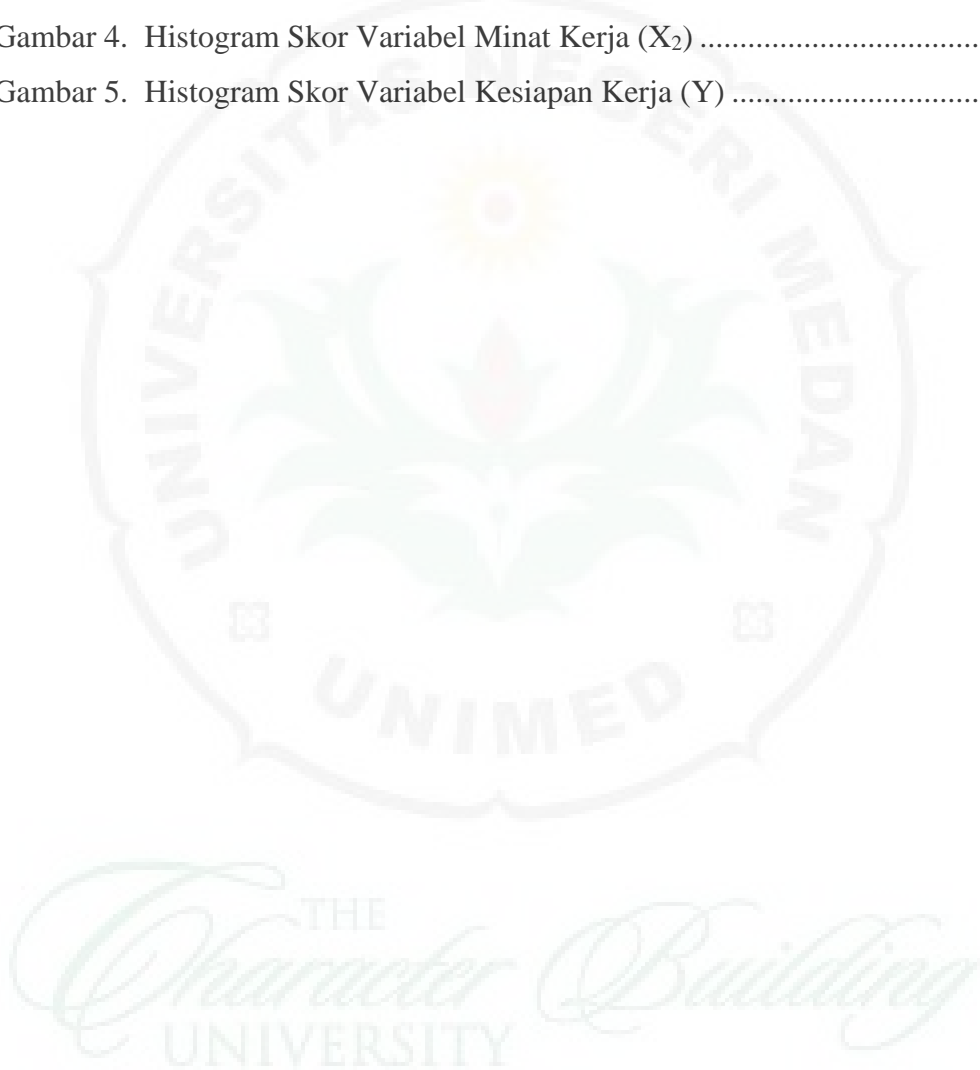 Gambar 4. Histogram Skor Variabel Minat Kerja (X₂) ..................................
Gambar 5. Histogram Skor Variabel Kesiapan Kerja (Y) ..............................
UNIVERSITAS NEGERI MEDAN
UNIMED
THE
Character Building
UNIVERSITY